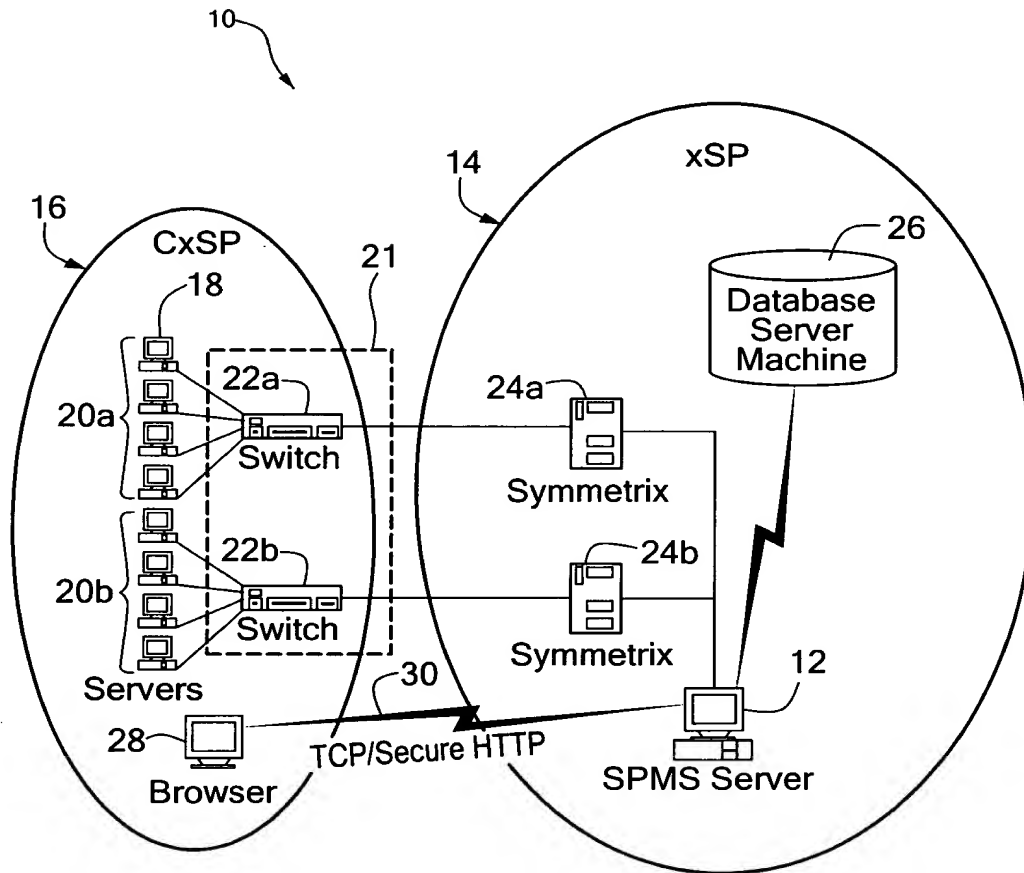 10
xSP
14
16
CxSP
26
21
18
Database
Server
Machine
22a
24a
20a
Switch
Symmetrix
22b
24b
20b
Switch
Symmetrix
Servers
30
12
28
TCP/Secure HTTP
SPMS Server
Browser